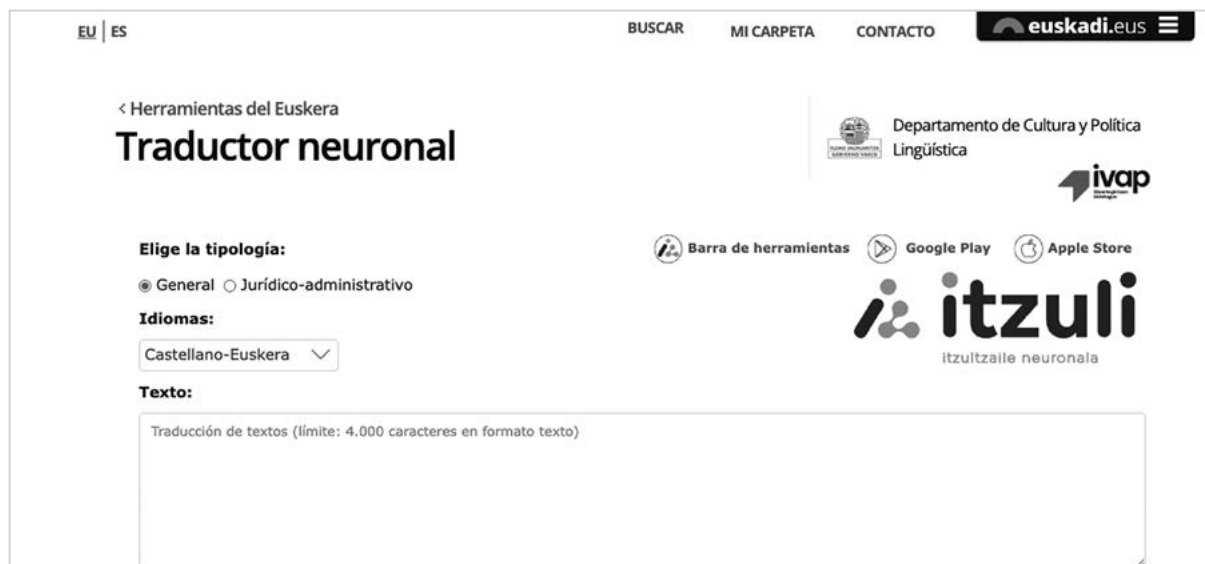 EU | ES
BUSCAR
MI CARPETA
CONTACTO
euskadi.eus
< Herramientas del Euskera
Traductor neuronal
Departamento de Cultura y Política
Lingüística
ivap
Elige la tipología:
General
Jurídico-administrativo
Barra de herramientas
Google Play
Apple Store
Idiomas:
Castellano-Euskera
itzuli
itzultzaile neuronala
Texto:
Traducción de textos (límite: 4.000 caracteres en formato texto)